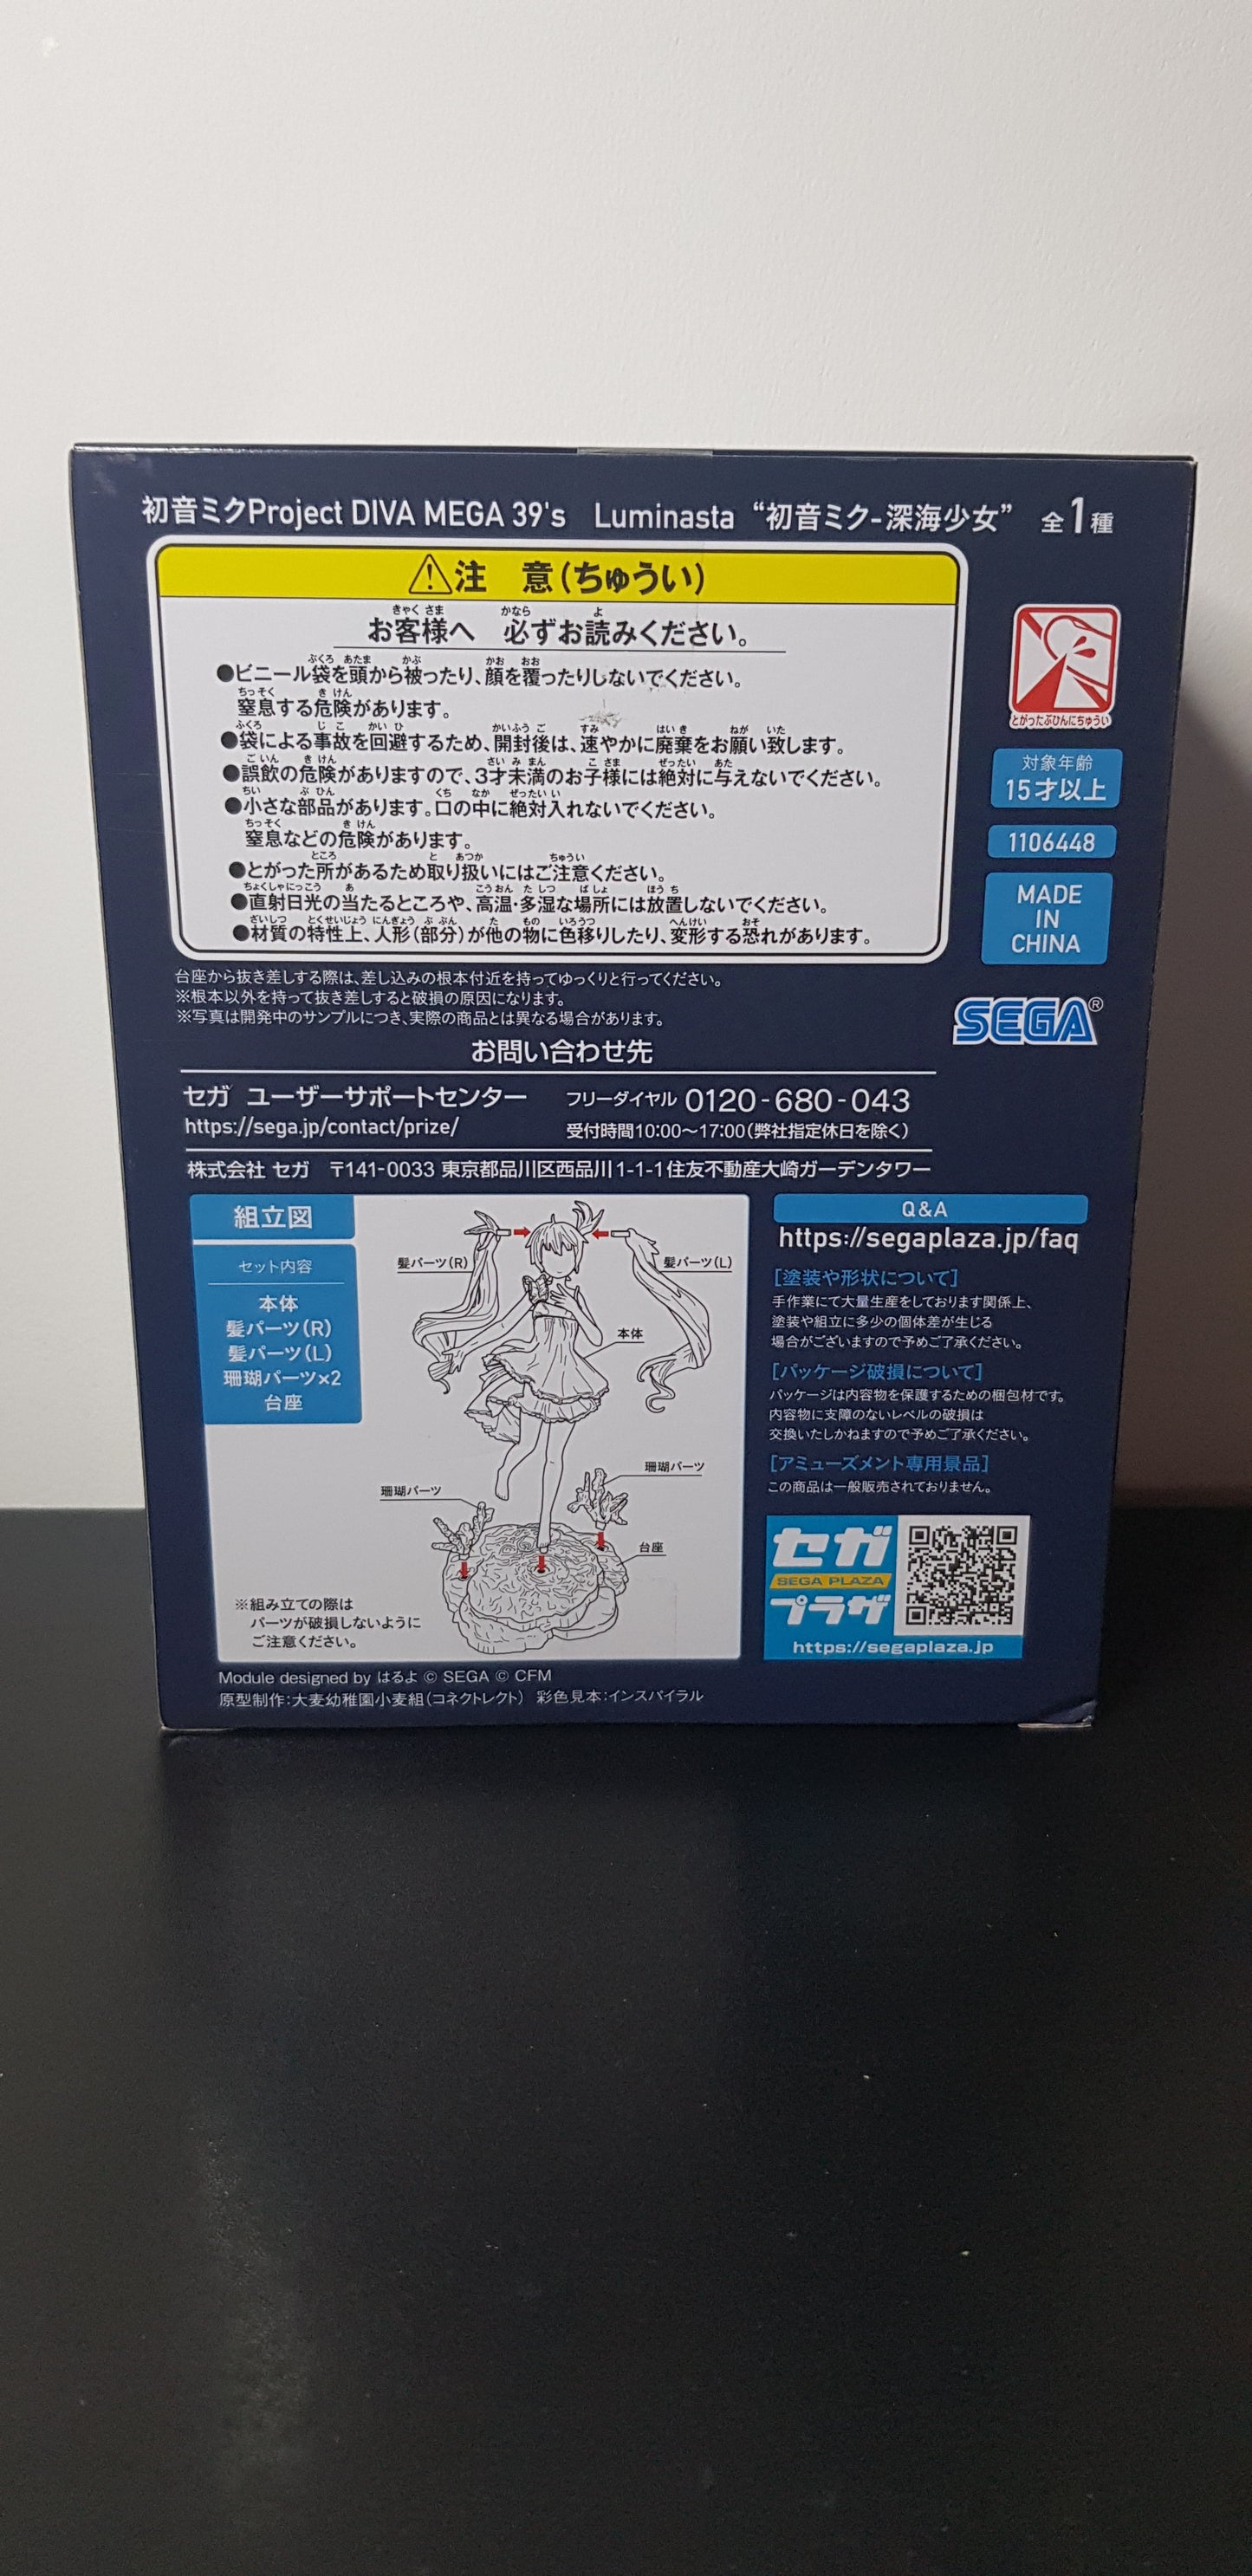 初音ミクProject DIVA MEGA 39's Luminasta “初音ミク-深海少女” 全1種
注 意(ちゅうい)
お客様へ 必ずお読みください。
●ビニール袋を頭から被ったり、顔を覆ったりしないでください。
窒息する危険があります。
●袋による事故を回避するため、開封後は、速やかに廃棄をお願い致します。
●誤飲の危険がありますので、3才未満のお子様には絶対に与えないでください。
●小さな部品があります。口の中に絶対入れないでください。
窒息などの危険があります。
●とがった所があるため取り扱いにはご注意ください。
●直射日光の当たるところや、高温・多湿な場所には放置しないでください。
●材質の特性上、人形(部分)が他の物に色移りしたり、変形する恐れがあります。
とがったぶひんにちゅうい
対象年齢
15才以上
1106448
MADE
IN
CHINA
SEGA®
台座から抜き差しする際は、差し込みの根本付近を持ってゆっくりと行ってください。
※根本以外を持って抜き差しすると破損の原因になります。
※写真は開発中のサンプルにつき、実際の商品とは異なる場合があります。
お問い合わせ先
セガ ユーザーサポートセンター フリーダイヤル 0120-680-043
https://sega.jp/contact/prize/ 受付時間10:00~17:00(弊社指定休日を除く)
株式会社 セガ 〒141-0033 東京都品川区西品川1-1-1住友不動産大崎ガーデンタワー
組立図
セット内容
本体
髪パーツ(R)
髪パーツ(L)
珊瑚パーツ×2
台座
髪パーツ(R)
髪パーツ(L)
本体
珊瑚パーツ
珊瑚パーツ
台座
※組み立ての際は
パーツが破損しないように
ご注意ください。
Q&A
https://segaplaza.jp/faq
[塗装や形状について]
手作業にて大量生産をしております関係上、
塗装や組立に多少の個体差が生じる
場合がございますので予めご了承ください。
[パッケージ破損について]
パッケージは内容物を保護するための梱包材です。
内容物に支障のないレベルの破損は
交換いたしかねますので予めご了承ください。
[アミューズメント専用景品]
この商品は一般販売されておりません。
セガ
SEGA PLAZA
プラザ
https://segaplaza.jp
Module designed by はるよ © SEGA © CFM
原型制作:大麦幼稚園小麦組(コネクトレクト) 彩色見本:インスパイラル